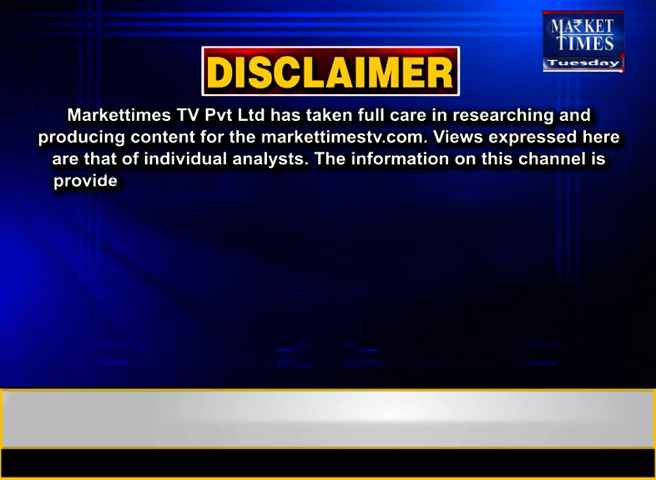 MARKET
TIMES
Tuesday
DISCLAIMER
Markettimes TV Pvt Ltd has taken full care in researching and
producing content for the markettimestv.com. Views expressed here
are that of individual analysts. The information on this channel is
provide